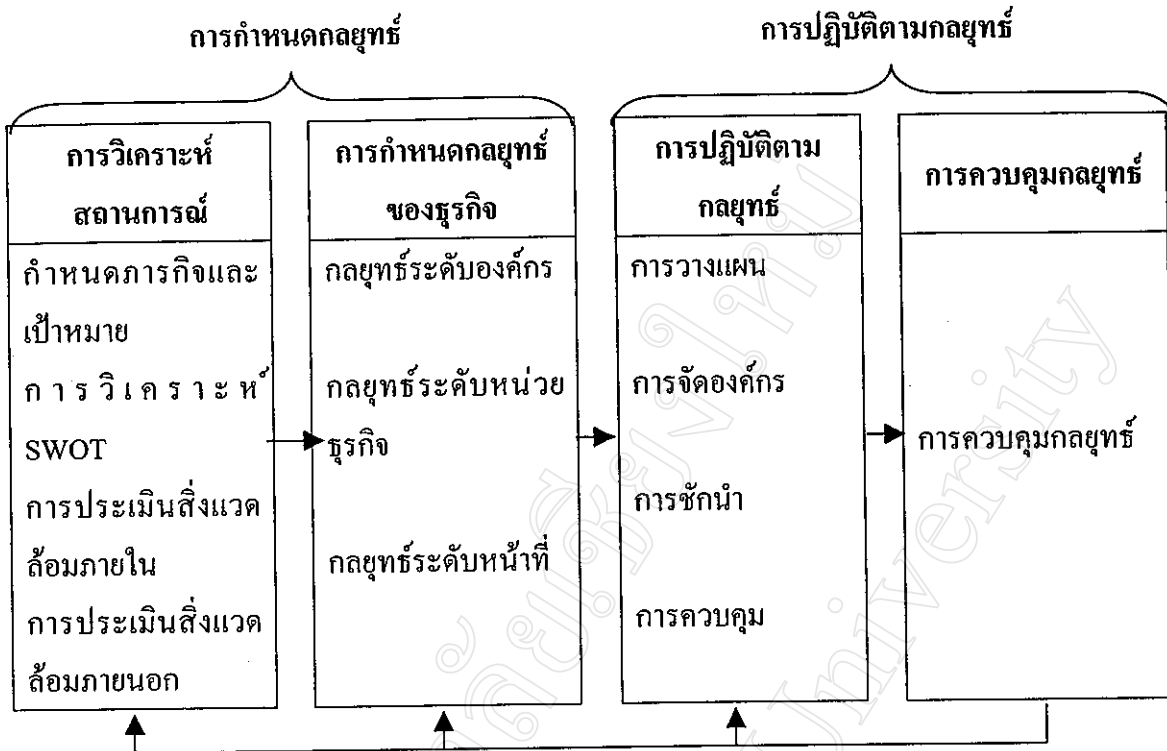 การกำหนดกลยุทธ์
การปฏิบัติตามกลยุทธ์
การวิเคราะห์
สถานการณ์
กำหนดภารกิจและ
เป้าหมาย
การวิเคราะห์
SWOT
การประเมินสิ่งแวด
ล้อมภายใน
การประเมินสิ่งแวด
ล้อมภายนอก
การกำหนดกลยุทธ์
ของธุรกิจ
กลยุทธ์ระดับองค์กร
กลยุทธ์ระดับหน่วย
ธุรกิจ
กลยุทธ์ระดับหน้าที่
การปฏิบัติตาม
กลยุทธ์
การวางแผน
การจัดองค์กร
การชักนำ
การควบคุม
การควบคุมกลยุทธ์
การควบคุมกลยุทธ์
ลัยเชียงใหม่
University